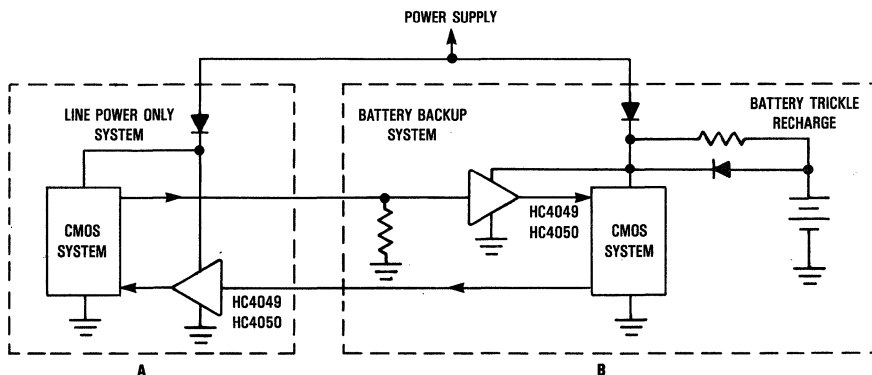 POWER SUPPLY
LINE POWER ONLY
SYSTEM
BATTERY BACKUP
SYSTEM
BATTERY TRICKLE
RECHARGE
CMOS
SYSTEM
HC4049
HC4050
HC4049
HC4050
CMOS
SYSTEM
A
B